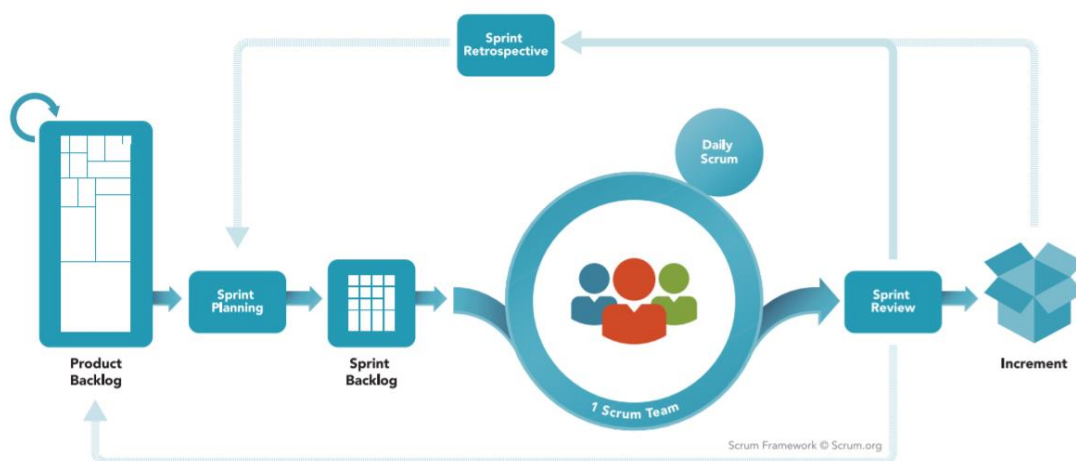 Sprint
Retrospective
Daily
Scrum
Sprint
Planning
Sprint
Review
Product
Backlog
Sprint
Backlog
Increment
1 Scrum Team
Scrum Framework © Scrum.org